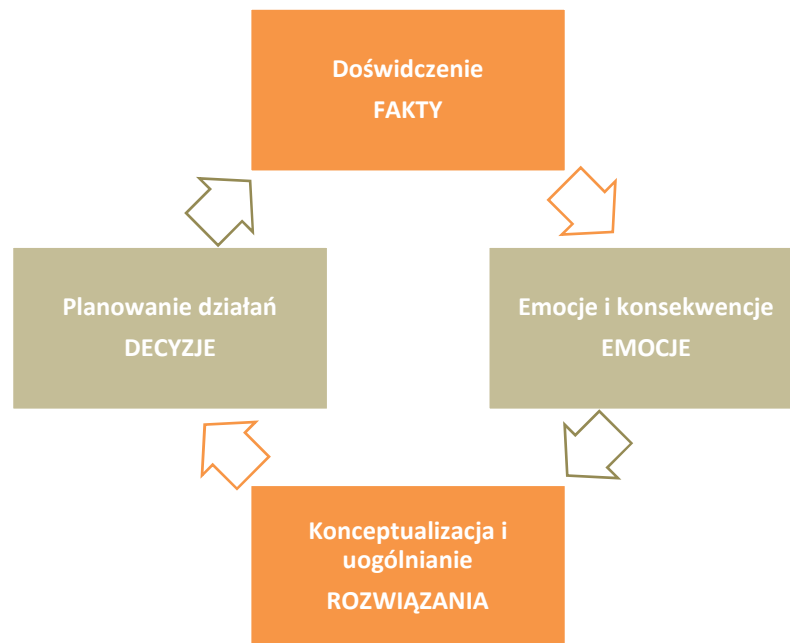 Doświdczenie
FAKTY
Planowanie działań
DECYZJE
Emocje i konsekwencje
EMOCJE
Konceptualizacja i
uogólnianie
ROZWIĄZANIA